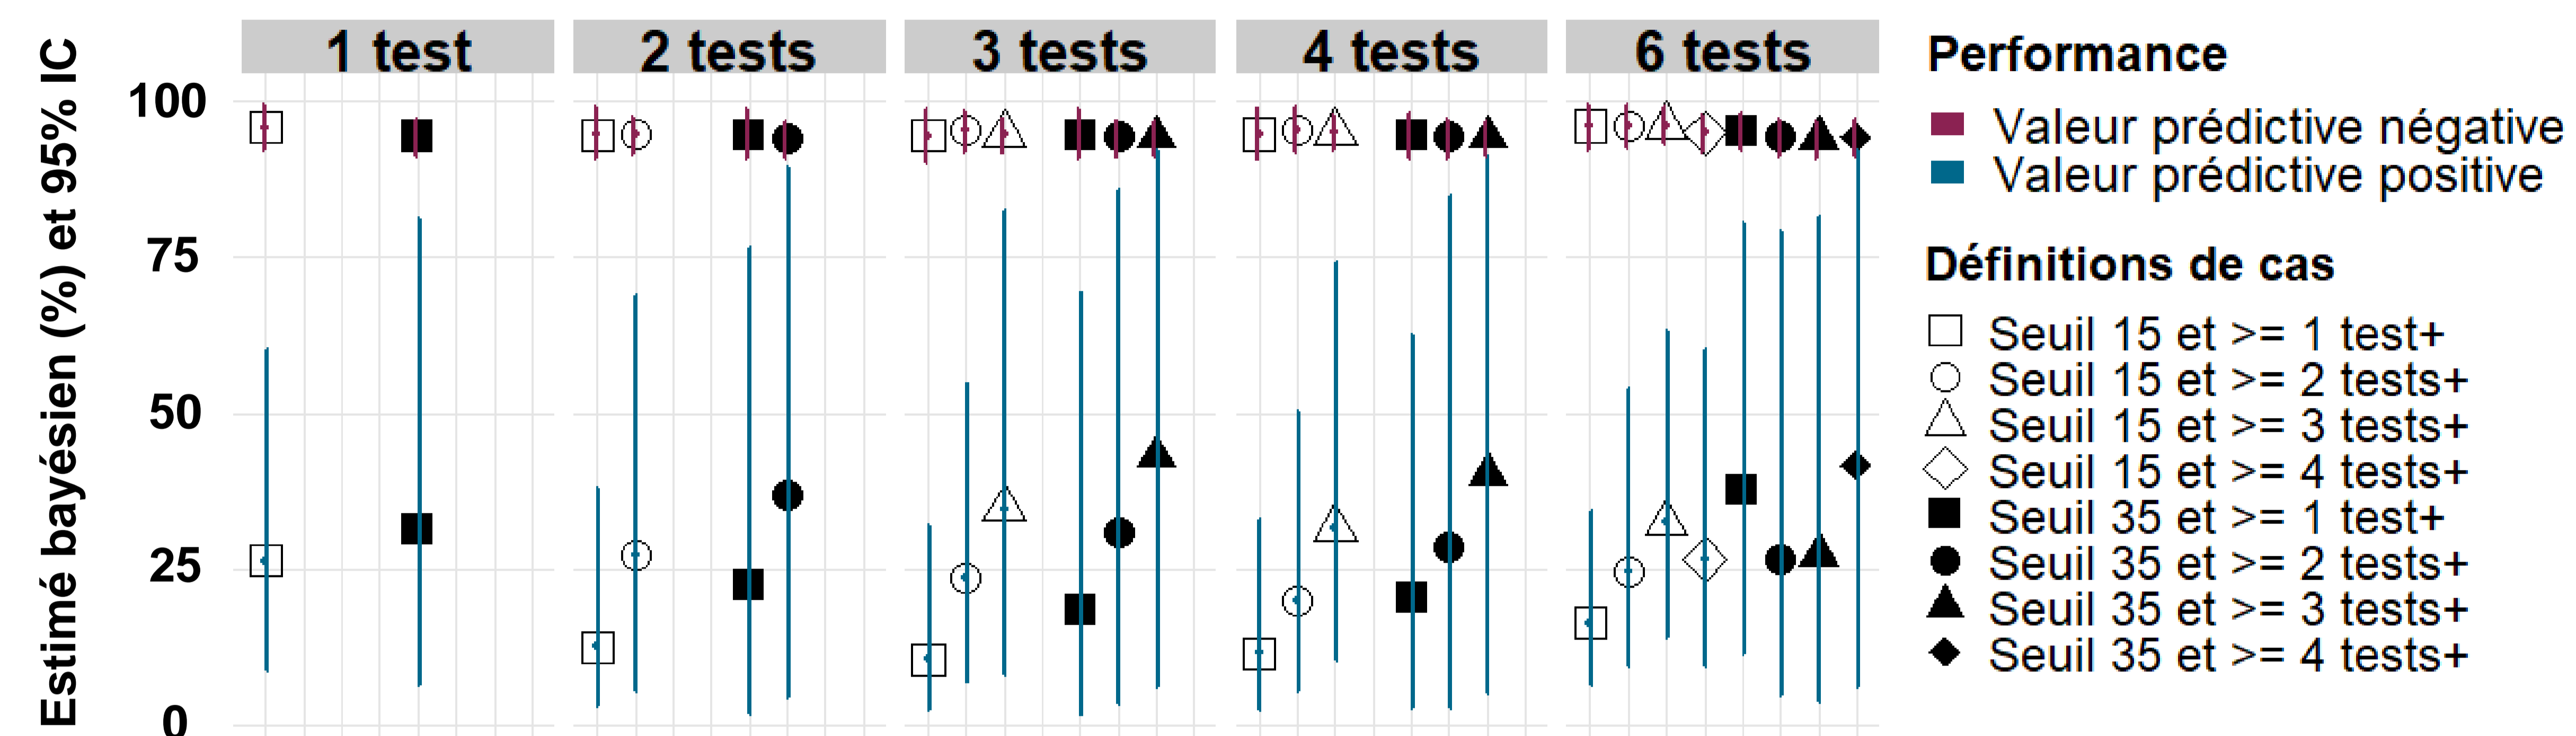 Estimé bayésien (%) et 95% IC
1 test
2 tests
3 tests
4 tests
6 tests
100
75
50
25
0
Performance
Valeur prédictive négative
Valeur prédictive positive
Définitions de cas
Seuil 15 et >= 1 test+
Seuil 15 et >= 2 tests+
Seuil 15 et >= 3 tests+
Seuil 15 et >= 4 tests+
Seuil 35 et >= 1 test+
Seuil 35 et >= 2 tests+
Seuil 35 et >= 3 tests+
Seuil 35 et >= 4 tests+